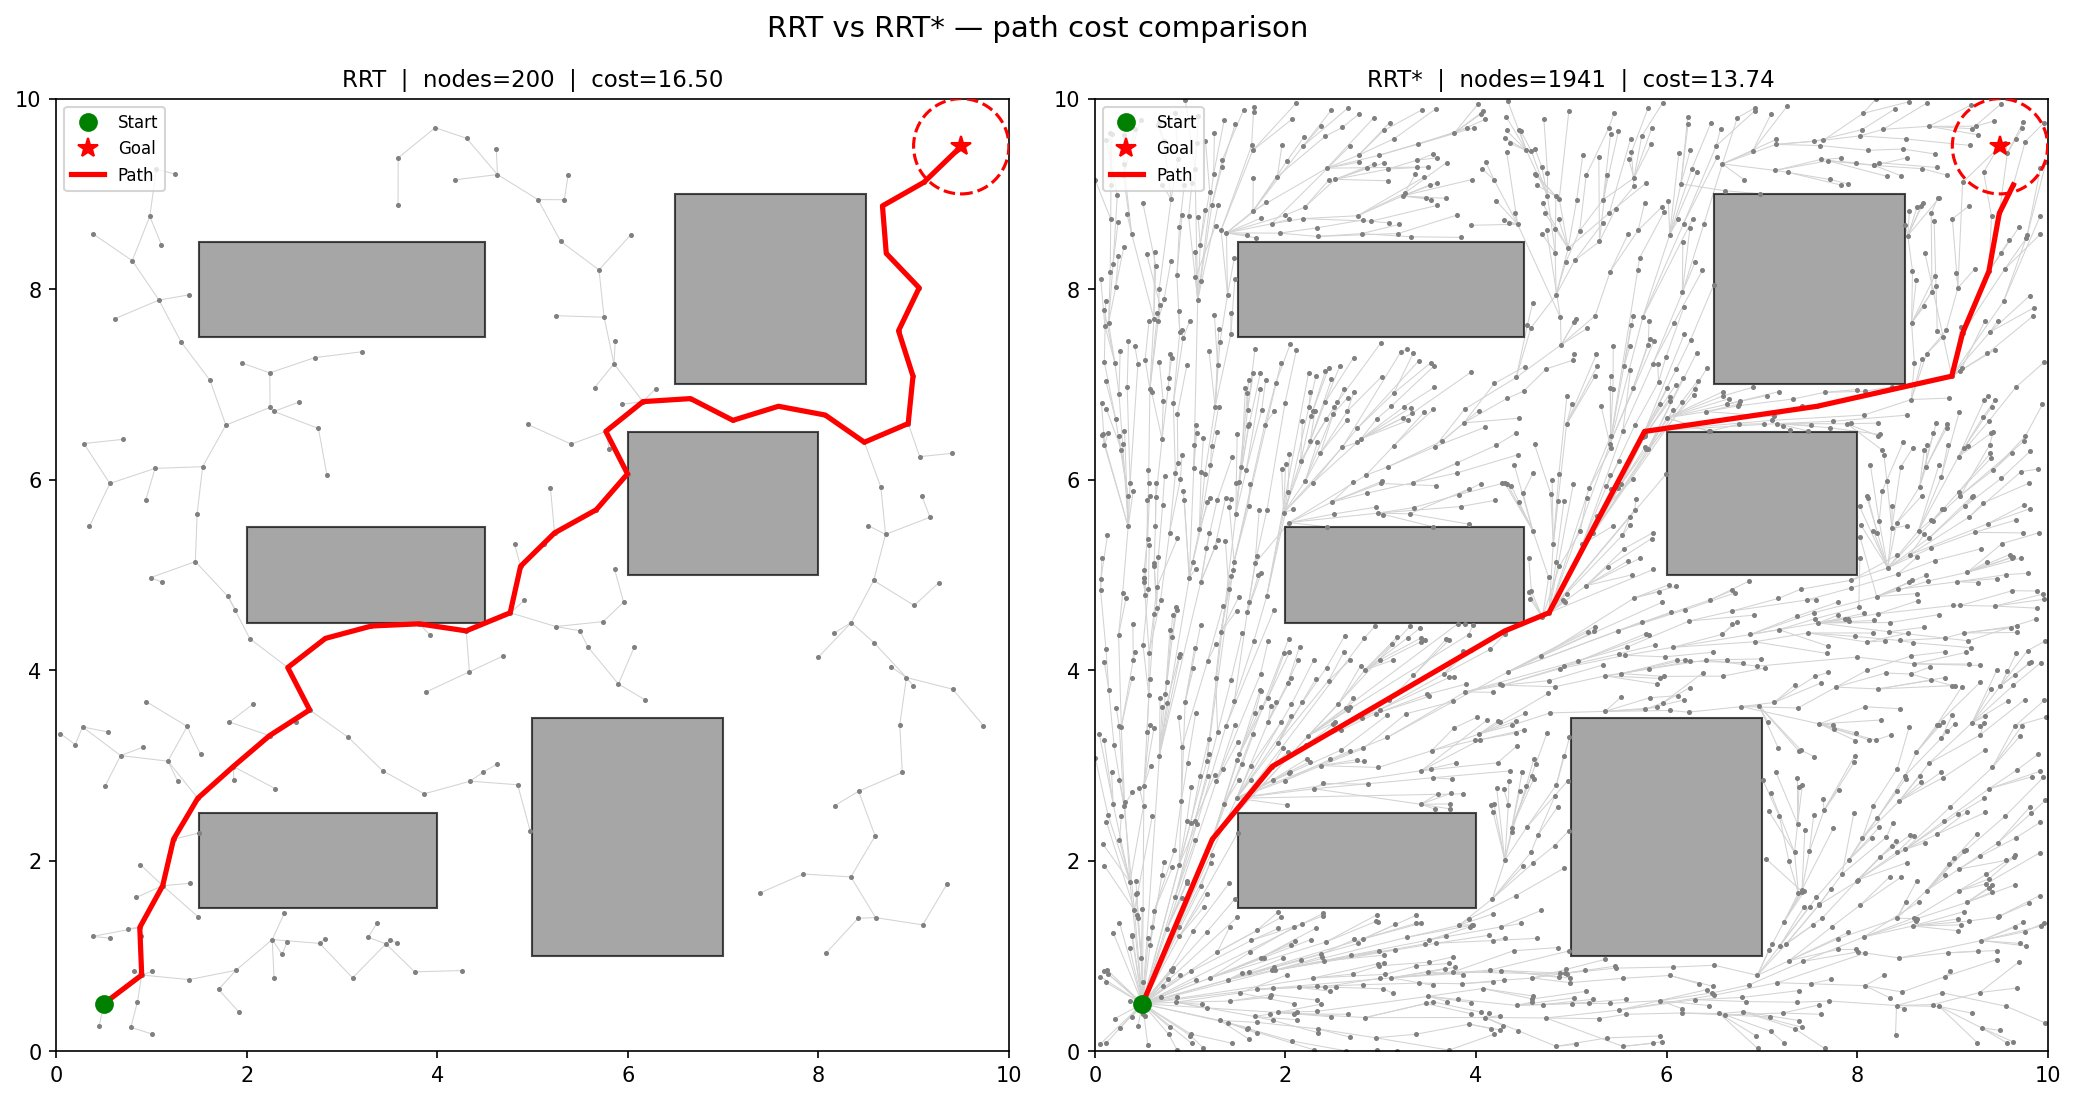 RRT vs RRT* — path cost comparison
RRT | nodes=200 | cost=16.50
Start
Goal
Path
10
8
6
4
2
0
0 2 4 6 8 10
RRT* | nodes=1941 | cost=13.74
Start
Goal
Path
10
8
6
4
2
0
0 2 4 6 8 10